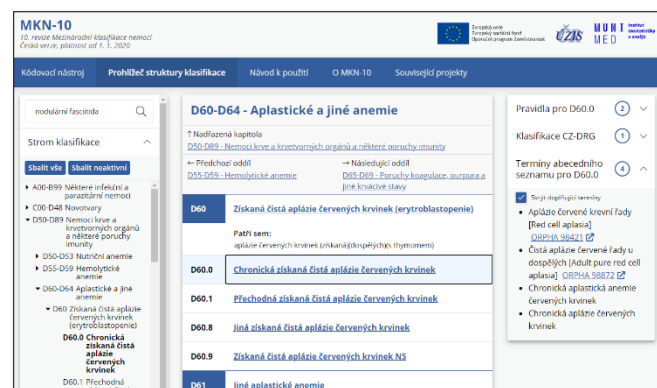 MKN-10
10. revize Mezinárodní klasifikace nemocí
Česká verze, platnost od 1. 1. 2020
Evropská unie
Evropský sociální fond
Operační program Zaměstnanost
ÚZIS
MUNI
MED
Institut
biostatistiky
a analýz
Kódovací nástroj
Prohlížeč struktury klasifikace
Návod k použití
O MKN-10
Související projekty
nodulární fasciitida
Strom klasifikace
Sbalit vše
Sbalit neaktivní
A00-B99 Některé infekční a
parazitární nemoci
C00-D48 Novotvary
D50-D89 Nemoci krve a
krvetvorných orgánů
a některé poruchy
imunity
D50-D53 Nutriční anemie
D55-D59 Hemolytické
anemie
D60-D64 Aplastické a jiné
anemie
D60 Získaná čistá aplázie
červených krvinek
(erytroblastopenie)
D60.0 Chronická
získaná čistá
aplázie
červených
krvinek
D60.1 Přechodná
D60-D64 - Aplastické a jiné anemie
↑ Nadřazená kapitola
D50-D89 - Nemoci krve a krvetvorných orgánů a některé poruchy imunity
← Předchozí oddíl
D55-D59 - Hemolytické anemie
→ Následující oddíl
D65-D69 - Poruchy koagulace, purpura a
jiné krvácivé stavy
D60
Získaná čistá aplázie červených krvinek (erytroblastopenie)
Patří sem:
aplázie červených krvinek (získaná)(dospělých)(s thymomem)
D60.0
Chronická získaná čistá aplázie červených krvinek
D60.1
Přechodná získaná čistá aplázie červených krvinek
D60.8
Jiná získaná čistá aplázie červených krvinek
D60.9
Získaná čistá aplázie červených krvinek NS
D61
Jiné aplastické anemie
Pravidla pro D60.0
2
Klasifikace CZ-DRG
1
Termíny abecedního
seznamu pro D60.0
4
Skrýt doplňující termíny
• Aplázie červené krevní řady
[Red cell aplasia]
ORPHA 98421
• Čistá aplázie červené řady u
dospělých [Adult pure red cell
aplasia] ORPHA 98872
• Chronická aplastická anemie
červených krvinek
• Chronická aplázie červených
krvinek